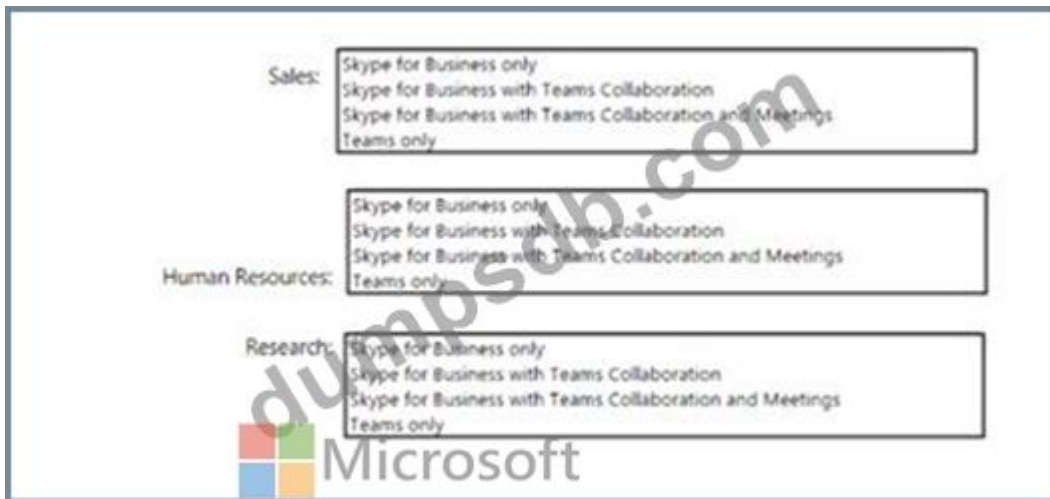 Sales:
Skype for Business only
Skype for Business with Teams Collaboration
Skype for Business with Teams Collaboration and Meetings
Teams only
Human Resources:
Skype for Business only
Skype for Business with Teams Collaboration
Skype for Business with Teams Collaboration and Meetings
Teams only
Research:
Skype for Business only
Skype for Business with Teams Collaboration
Skype for Business with Teams Collaboration and Meetings
Teams only
dumpsdb.com
Microsoft